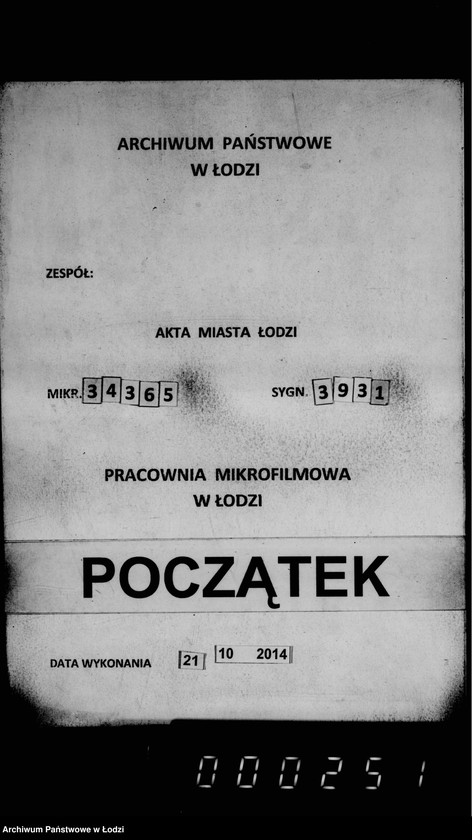 ARCHIWUM PAŃSTWOWE
W ŁODZI
ZESPÓŁ:
AKTA MIASTA ŁODZI
MIKR. 34365 SYGN. 3931
PRACOWNIA MIKROFILMOWA
W ŁODZI
POCZĄTEK
DATA WYKONANIA 21 10 2014
000251
Archiwum Państwowe w Łodzi